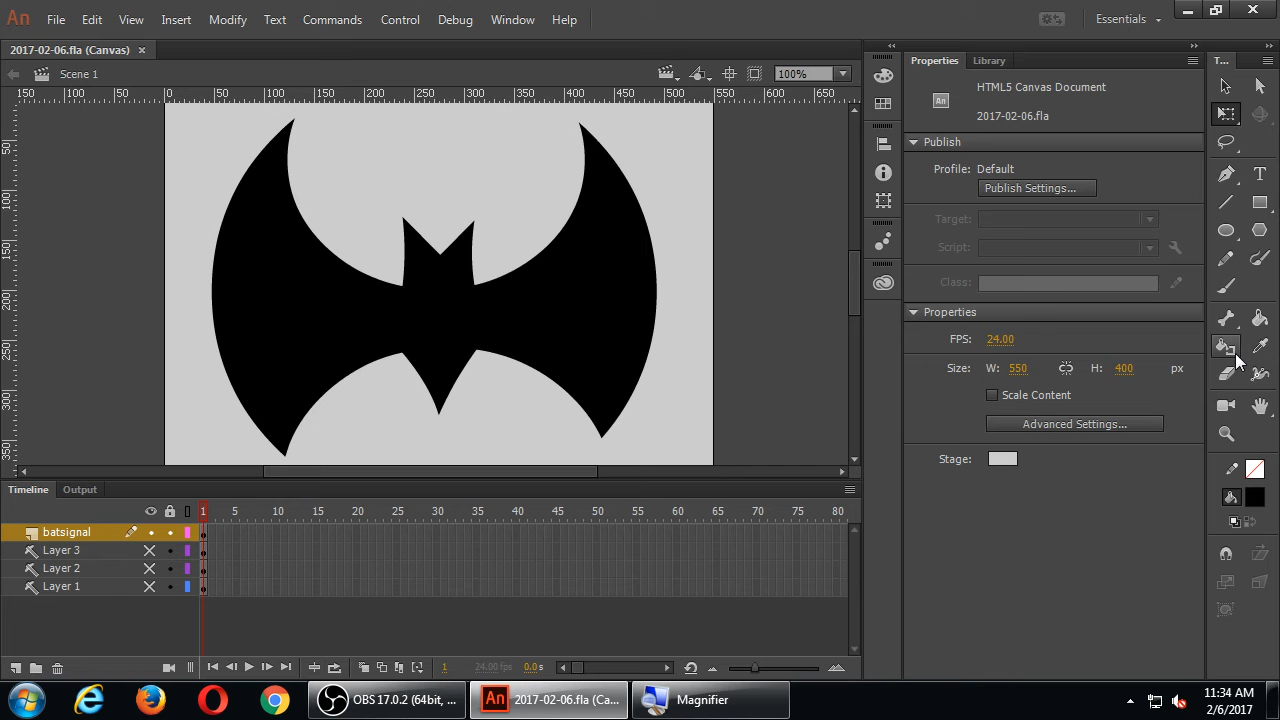 An File Edit View Insert Modify Text Commands Control Debug Window Help Essentials
2017-02-06.fla (Canvas) ×
Scene 1 100%
150 100 50 0 50 100 150 200 250 300 350 400 450 500 550 600 650
50
100
150
200
250
300
350
Properties Library T...
An HTML5 Canvas Document
2017-02-06.fla
Publish
Profile: Default
Publish Settings...
Target:
Script:
Class:
Properties
FPS: 24.00
Size: W: 550 H: 400 px
Scale Content
Advanced Settings...
Stage:
Timeline Output
1 5 10 15 20 25 30 35 40 45 50 55 60 65 70 75 80
batsignal
Layer 3
Layer 2
Layer 1
1 24.00 fps 0.0 s
OBS 17.0.2 (64bit, ... An 2017-02-06.fla (Ca... Magnifier
11:34 AM
2/6/2017